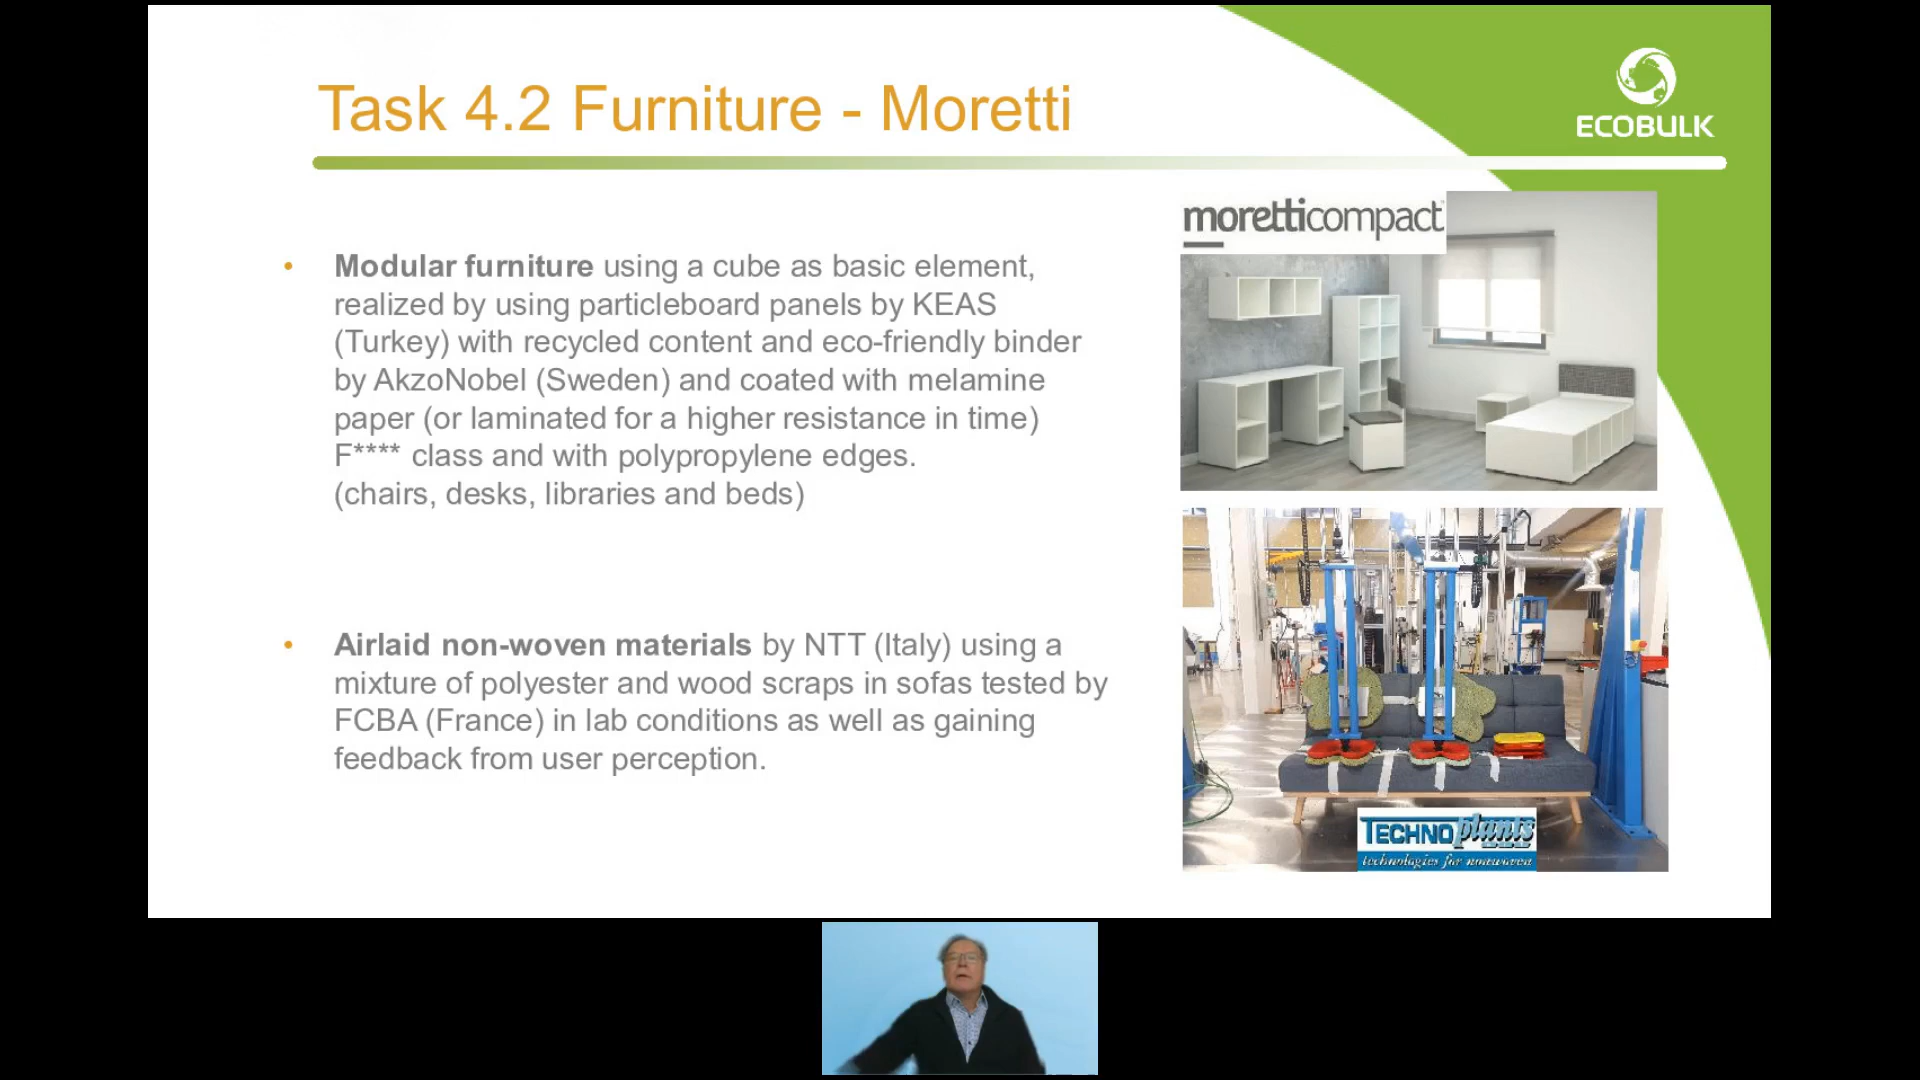 Task 4.2 Furniture - Moretti
ECOBULK
• Modular furniture using a cube as basic element,
realized by using particleboard panels by KEAS
(Turkey) with recycled content and eco-friendly binder
by AkzoNobel (Sweden) and coated with melamine
paper (or laminated for a higher resistance in time)
F**** class and with polypropylene edges.
(chairs, desks, libraries and beds)
• Airlaid non-woven materials by NTT (Italy) using a
mixture of polyester and wood scraps in sofas tested by
FCBA (France) in lab conditions as well as gaining
feedback from user perception.
moretticompact
TECHNOplants
technologies for nonwoven